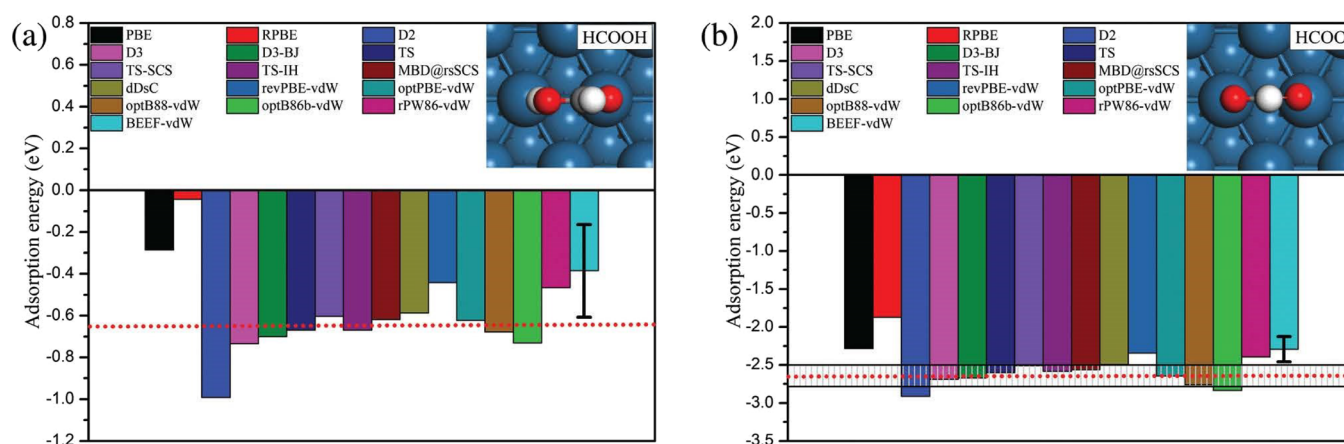 (a)
Adsorption energy (eV)
0.8
0.6
0.4
0.2
0.0
-0.2
-0.4
-0.6
-0.8
-1.0
-1.2
PBE RPBE D2
D3 D3-BJ TS
TS-SCS TS-IH MBD@rsSCS
dDsC revPBE-vdW optPBE-vdW
optB88-vdW optB86b-vdW rPW86-vdW
BEEF-vdW
HCOOH
(b)
Adsorption energy (eV)
2.0
1.5
1.0
0.5
0.0
-0.5
-1.0
-1.5
-2.0
-2.5
-3.0
-3.5
PBE RPBE D2
D3 D3-BJ TS
TS-SCS TS-IH MBD@rsSCS
dDsC revPBE-vdW optPBE-vdW
optB88-vdW optB86b-vdW rPW86-vdW
BEEF-vdW
HCOO